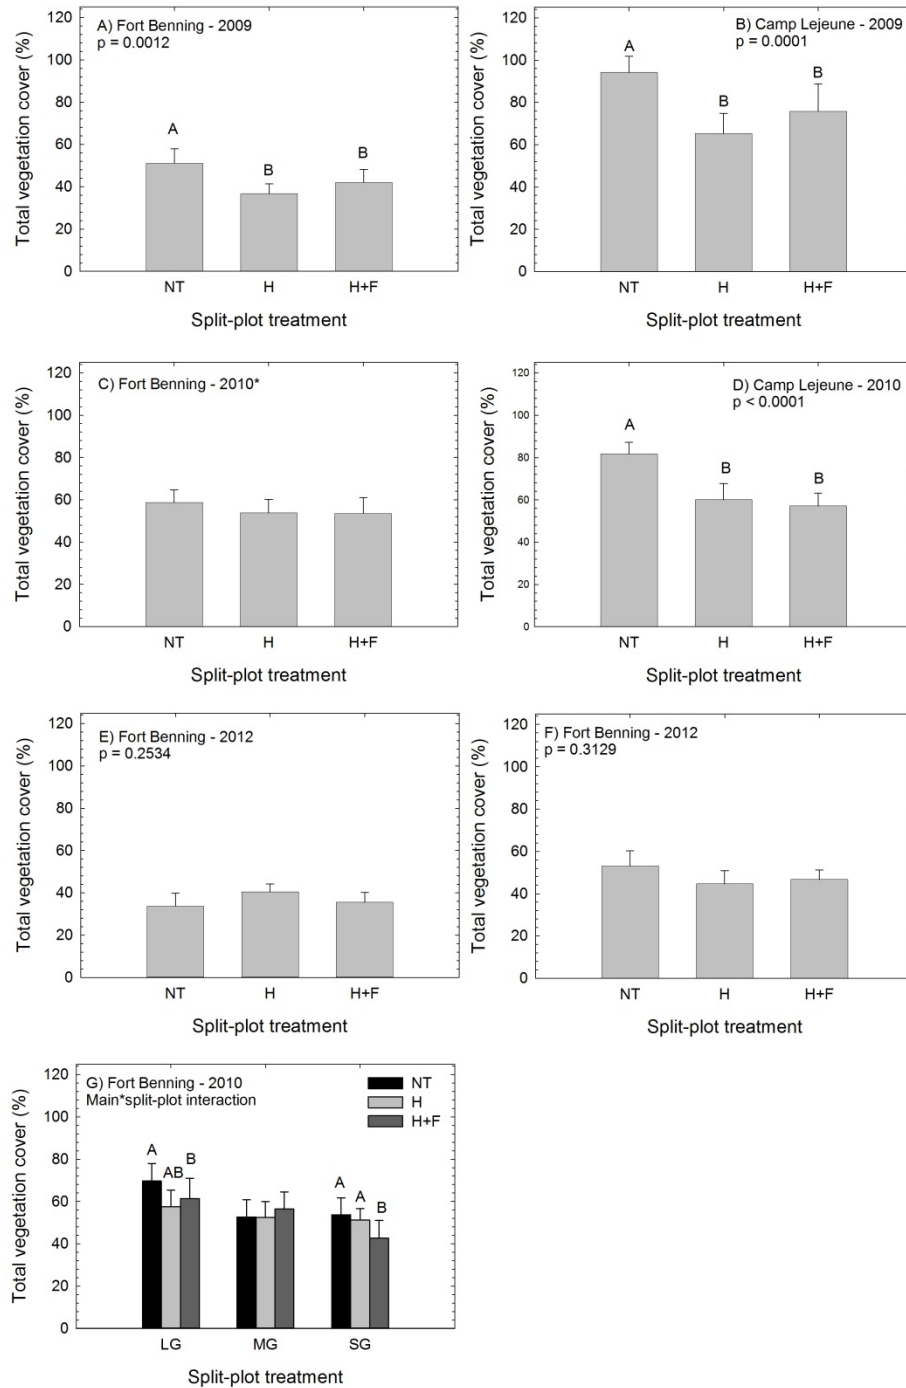 A) Fort Benning - 2009
p = 0.0012
Total vegetation cover (%)
120
100
80
60
40
20
0
A
B
B
NT H H+F
Split-plot treatment
B) Camp Lejeune - 2009
p = 0.0001
Total vegetation cover (%)
120
100
80
60
40
20
0
A
B
B
NT H H+F
Split-plot treatment
C) Fort Benning - 2010*
Total vegetation cover (%)
120
100
80
60
40
20
0
NT H H+F
Split-plot treatment
D) Camp Lejeune - 2010
p < 0.0001
Total vegetation cover (%)
120
100
80
60
40
20
0
A
B
B
NT H H+F
Split-plot treatment
E) Fort Benning - 2012
p = 0.2534
Total vegetation cover (%)
120
100
80
60
40
20
0
NT H H+F
Split-plot treatment
F) Fort Benning - 2012
p = 0.3129
Total vegetation cover (%)
120
100
80
60
40
20
0
NT H H+F
Split-plot treatment
G) Fort Benning - 2010
Main*split-plot interaction
NT
H
H+F
Total vegetation cover (%)
120
100
80
60
40
20
0
A AB B
A A B
LG MG SG
Split-plot treatment